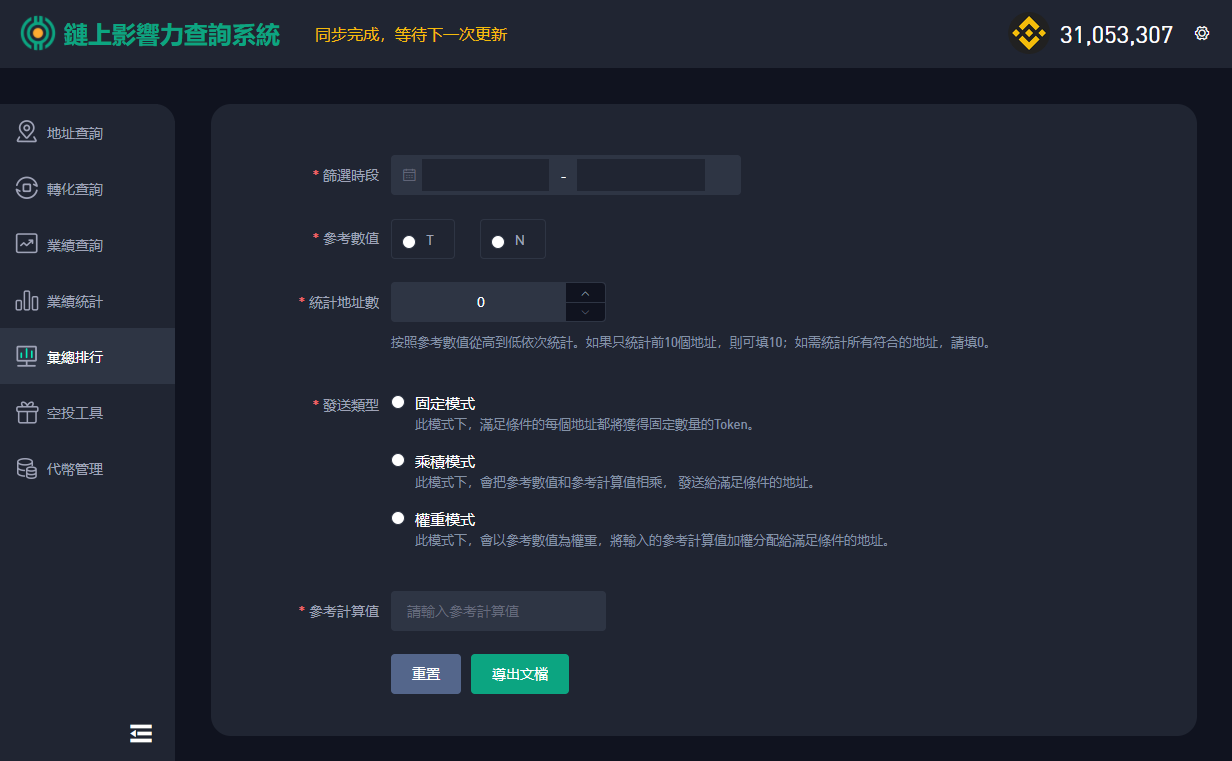 鏈上影響力查詢系統
同步完成，等待下一次更新
31,053,307
地址查詢
轉化查詢
業績查詢
業績統計
量總排行
空投工具
代幣管理
* 篩選時段
-
* 參考數值
T
N
* 統計地址數
0
按照參考數值從高到低依次統計。如果只統計前10個地址，則可填10；如需統計所有符合的地址，請填0。
* 發送類型
固定模式
此模式下，滿足條件的每個地址都將獲得固定數量的Token。
乘積模式
此模式下，會把參考數值和參考計算值相乘， 發送給滿足條件的地址。
權重模式
此模式下，會以參考數值為權重，將輸入的參考計算值加權分配給滿足條件的地址。
* 參考計算值
請輸入參考計算值
重置
導出文檔